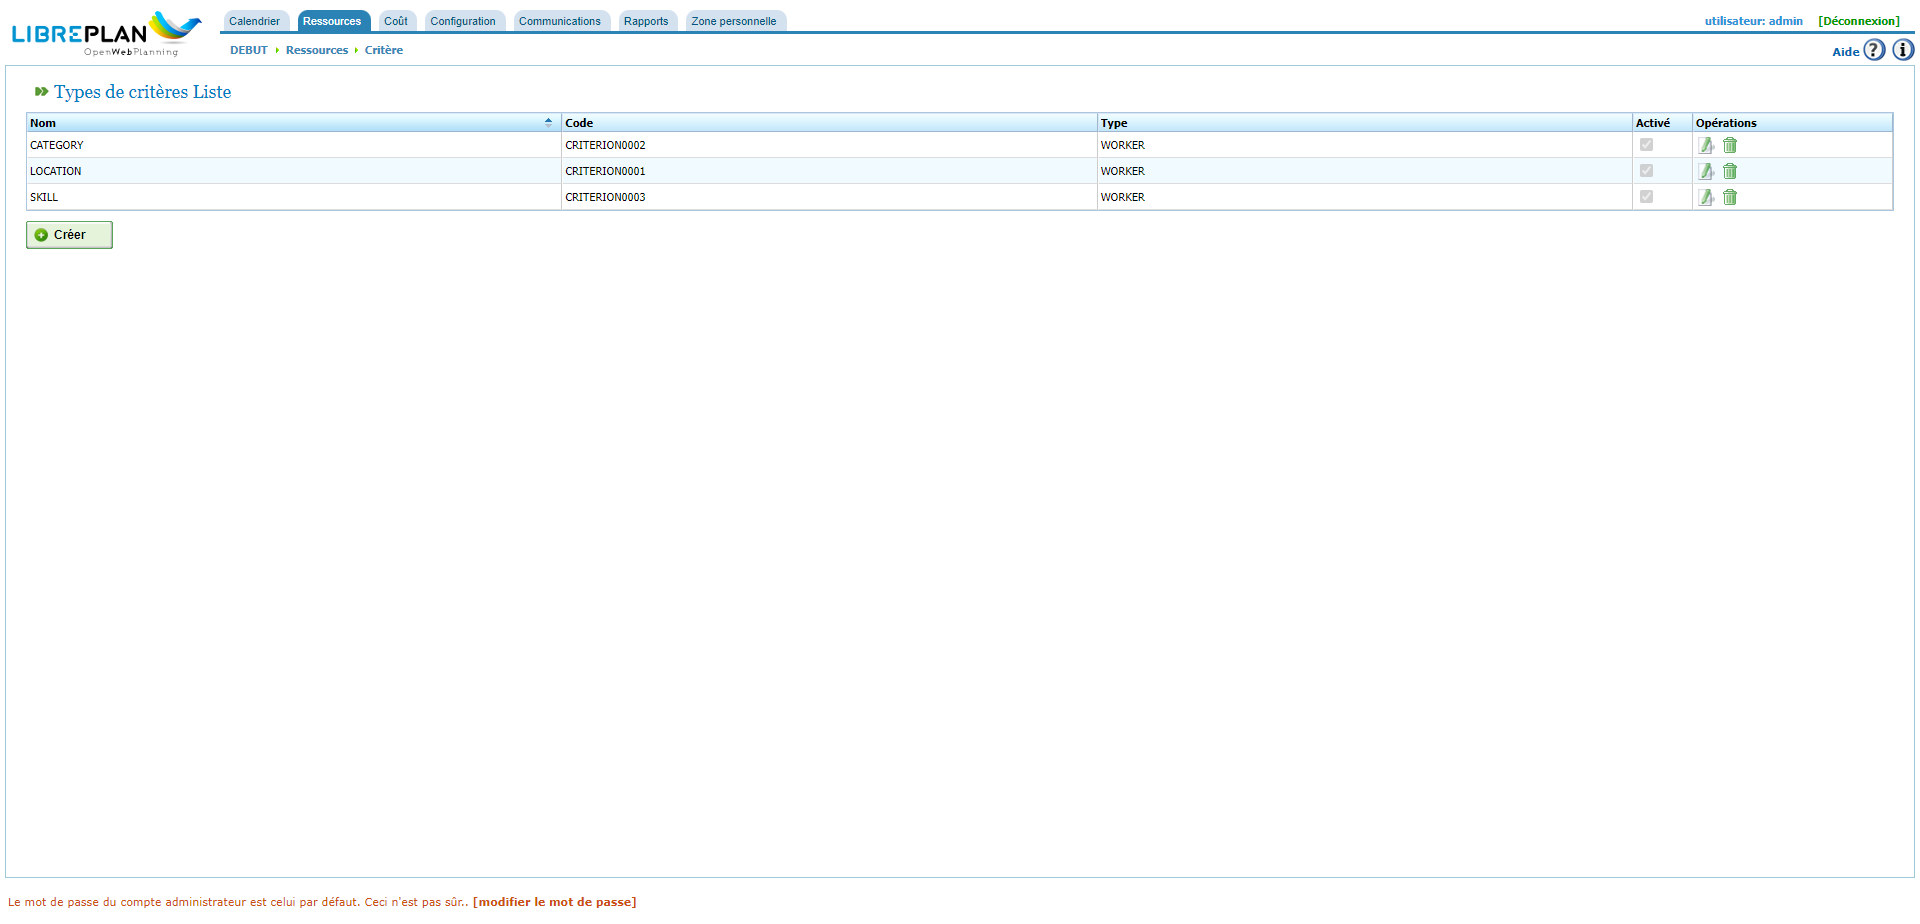 LIBREPLAN
OpenWebPlanning
Calendrier Ressources Coût Configuration Communications Rapports Zone personnelle
utilisateur: admin [Déconnexion]
DEBUT Ressources Critère
Aide
Types de critères Liste
Nom Code Type Activé Opérations
CATEGORY CRITERION0002 WORKER
LOCATION CRITERION0001 WORKER
SKILL CRITERION0003 WORKER
Créer
Le mot de passe du compte administrateur est celui par défaut. Ceci n'est pas sûr.. [modifier le mot de passe]